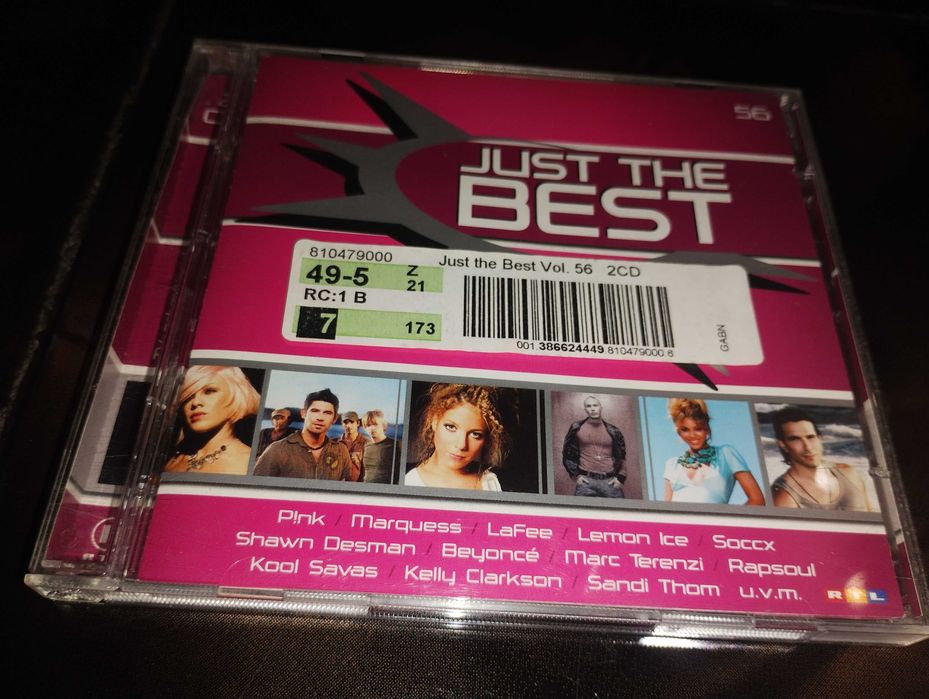 56
JUST THE
BEST
810479000
49-5 Z
21
RC:1 B
7 173
Just the Best Vol. 56 2CD
001 386624449 810479000 6
GABN
P!nk / Marquess / LaFee / Lemon Ice / Soccx
Shawn Desman / Beyoncé / Marc Terenzi / Rapsoul
Kool Savas / Kelly Clarkson / Sandi Thom u.v.m.
RTL